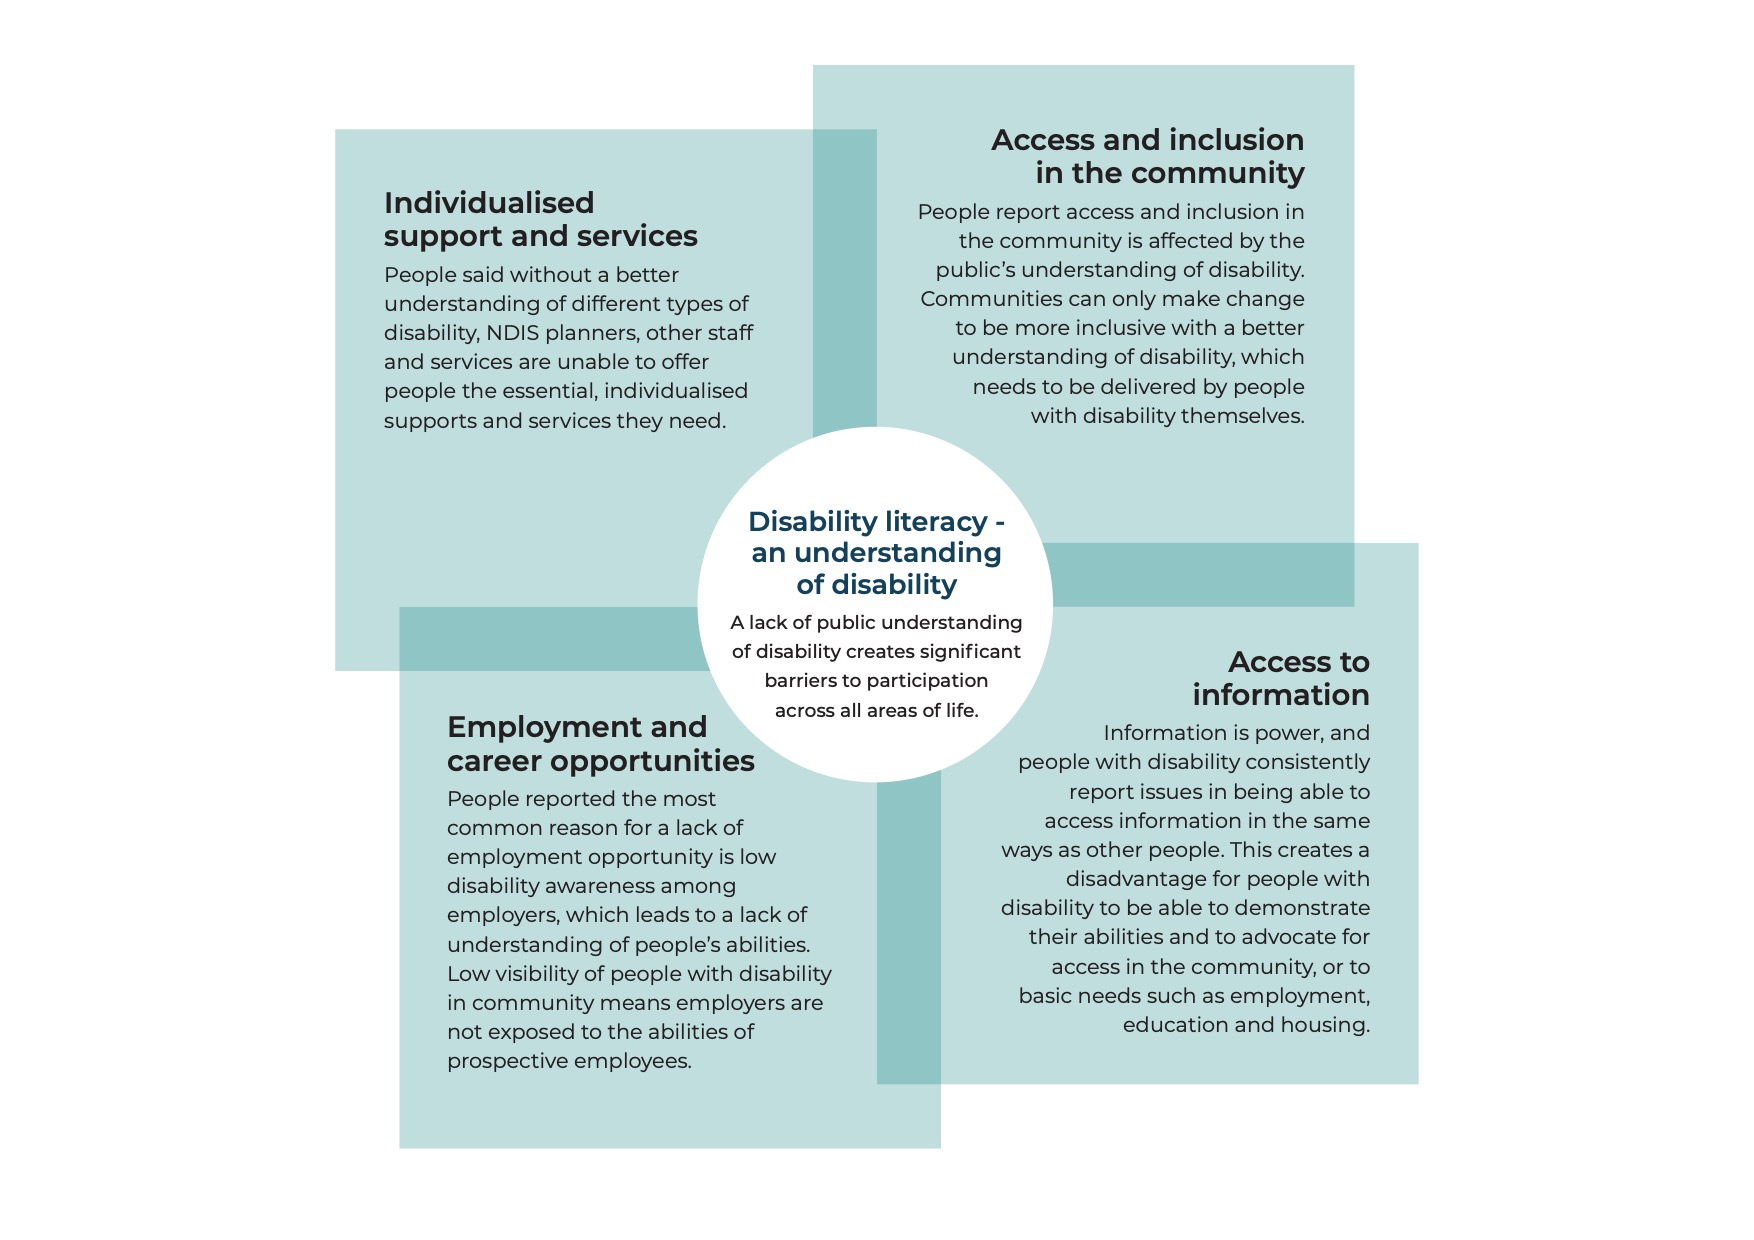 Individualised
support and services
People said without a better
understanding of different types of
disability, NDIS planners, other staff
and services are unable to offer
people the essential, individualised
supports and services they need.
Access and inclusion
in the community
People report access and inclusion in
the community is affected by the
public’s understanding of disability.
Communities can only make change
to be more inclusive with a better
understanding of disability, which
needs to be delivered by people
with disability themselves.
Disability literacy -
an understanding
of disability
A lack of public understanding
of disability creates significant
barriers to participation
across all areas of life.
Employment and
career opportunities
People reported the most
common reason for a lack of
employment opportunity is low
disability awareness among
employers, which leads to a lack of
understanding of people’s abilities.
Low visibility of people with disability
in community means employers are
not exposed to the abilities of
prospective employees.
Access to
information
Information is power, and
people with disability consistently
report issues in being able to
access information in the same
ways as other people. This creates a
disadvantage for people with
disability to be able to demonstrate
their abilities and to advocate for
access in the community, or to
basic needs such as employment,
education and housing.